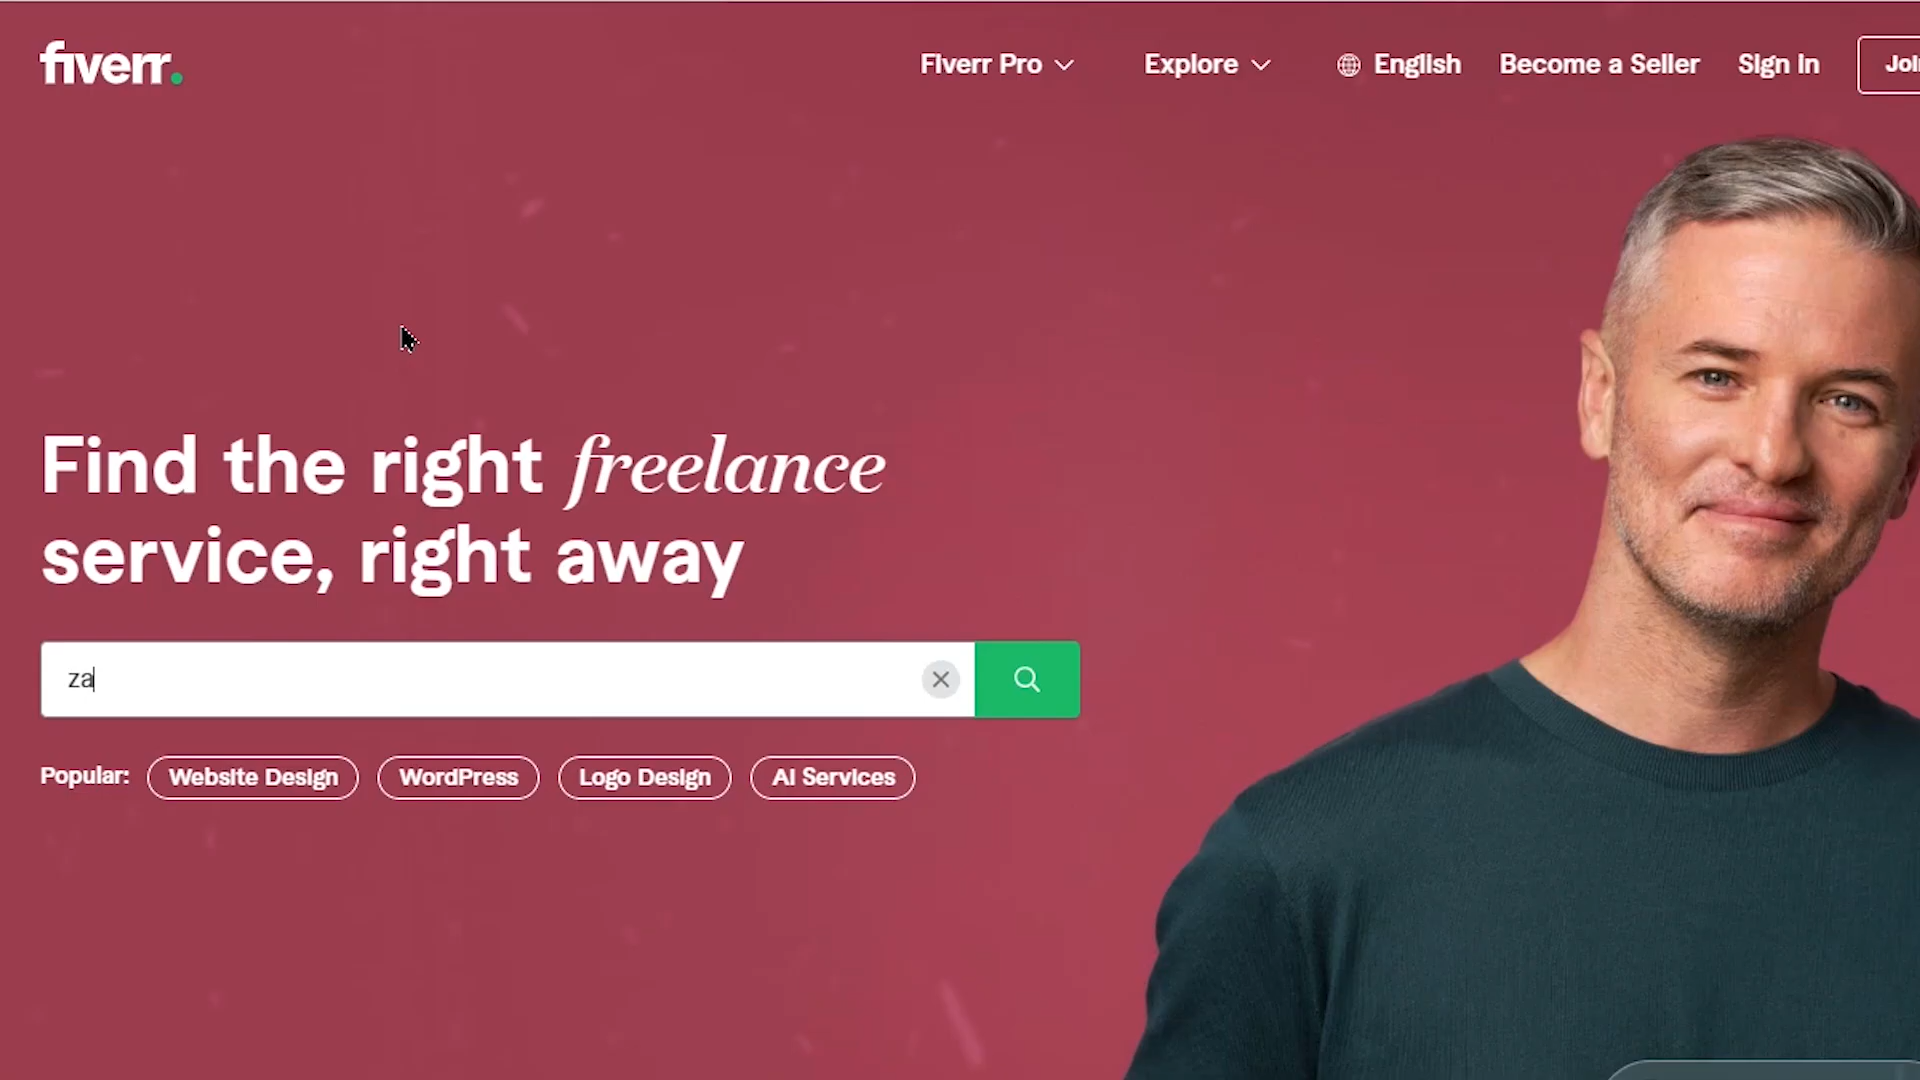 fiverr.
Fiverr Pro Explore English Become a Seller Sign in
Find the right freelance
service, right away
za
Popular: Website Design WordPress Logo Design AI Services